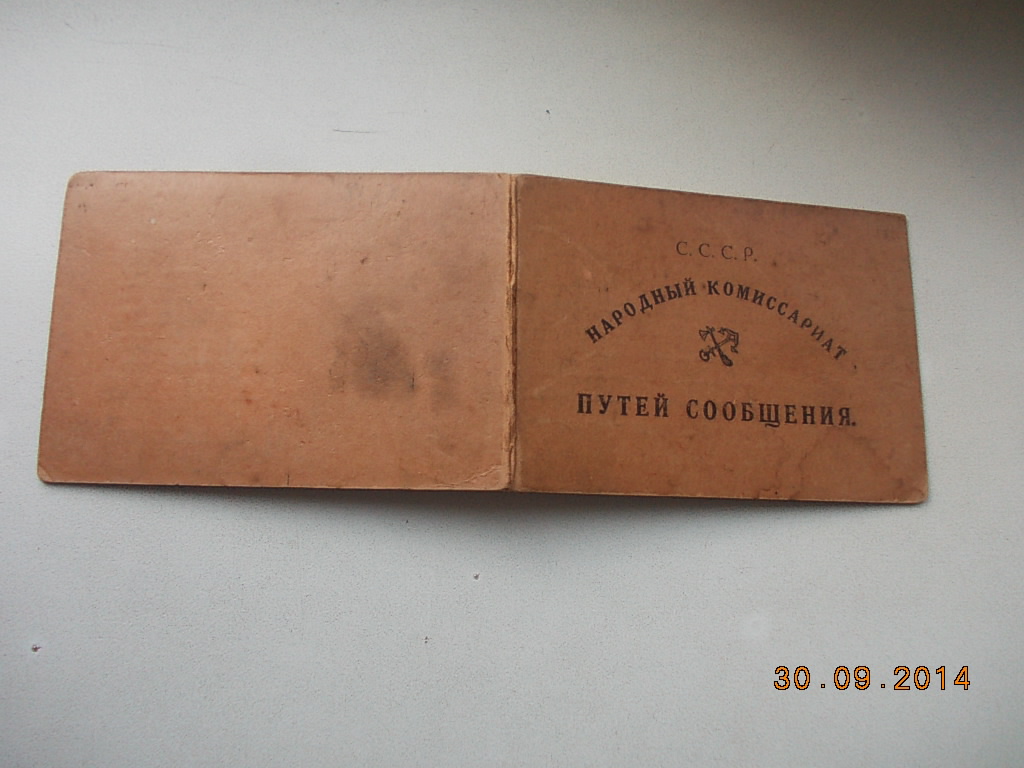 С. С. С. Р.
НАРОДНЫЙ КОМИССАРИАТ
ПУТЕЙ СООБЩЕНИЯ.
30.09.2014